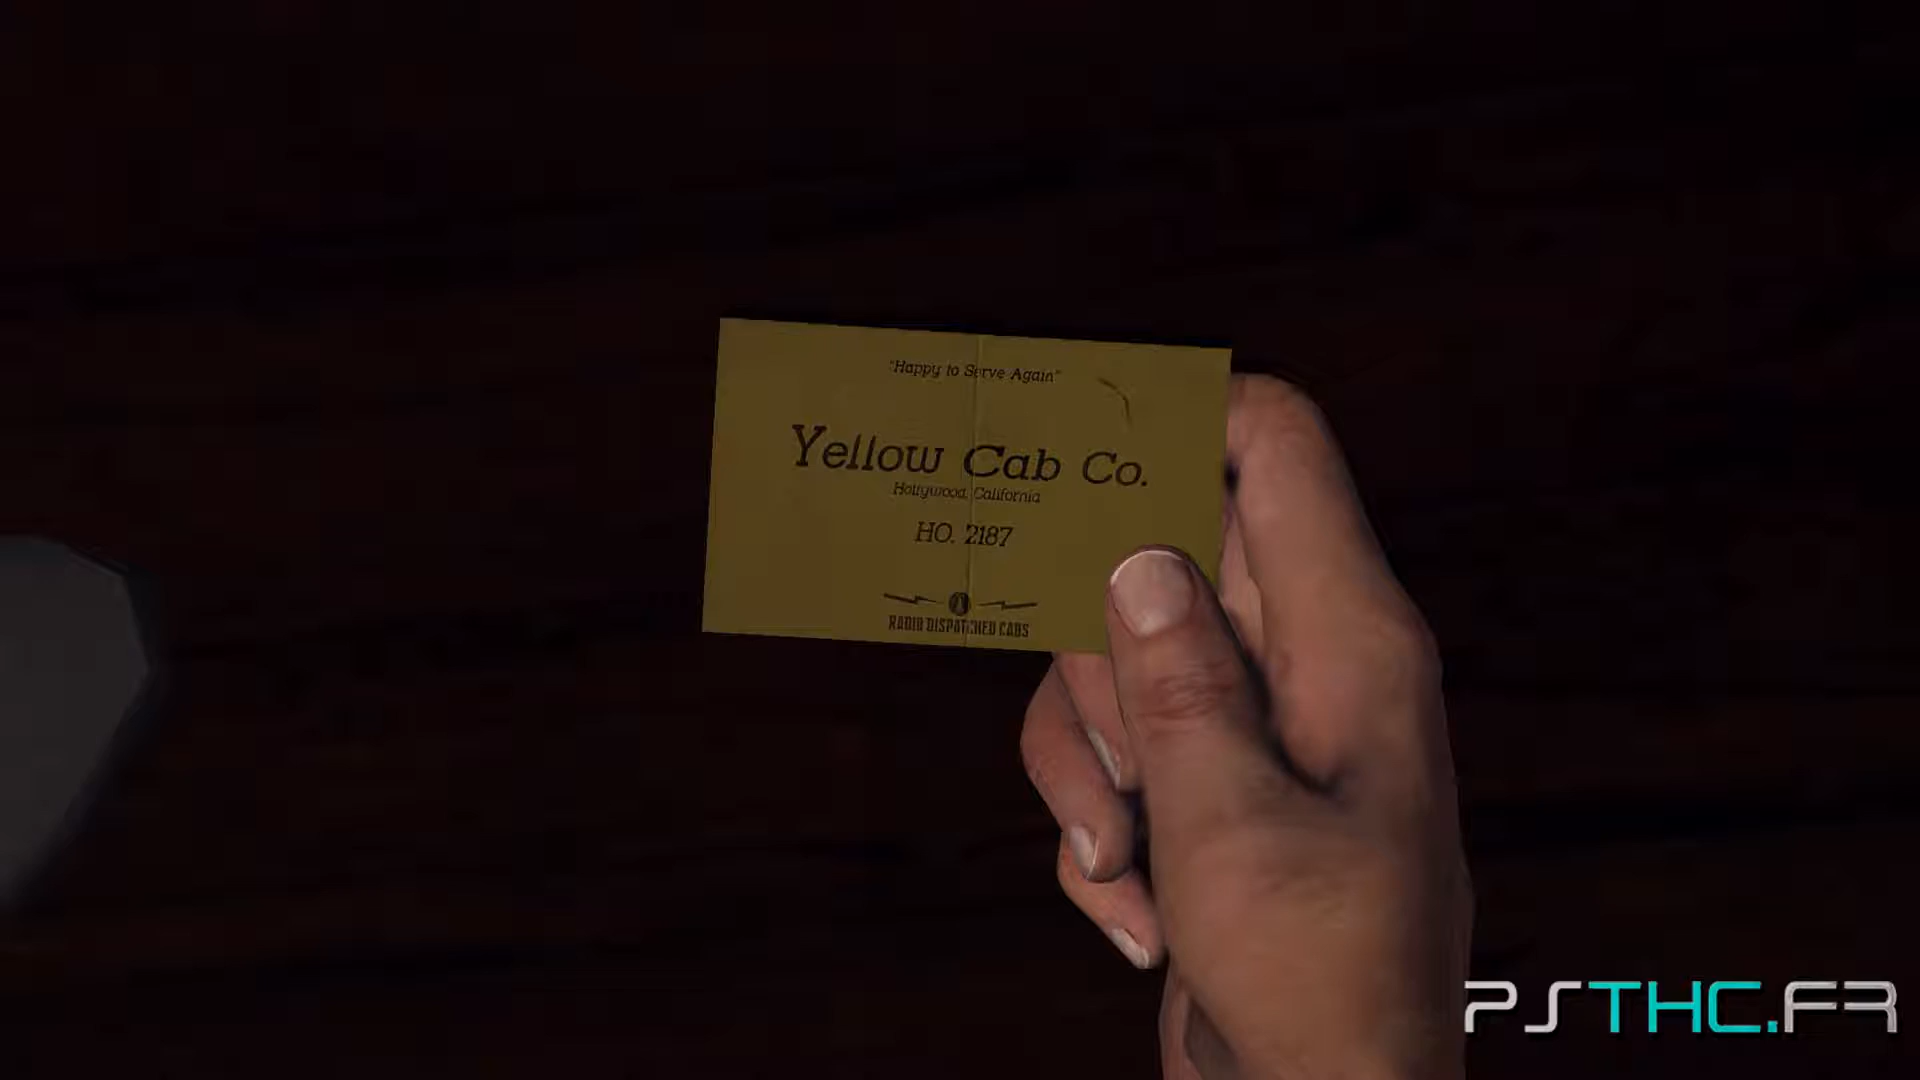 "Happy to Serve Again"
Yellow Cab Co.
Hollywood, California
HO. 2187
RADIO DISPATCHED CABS
PSTHC.FR